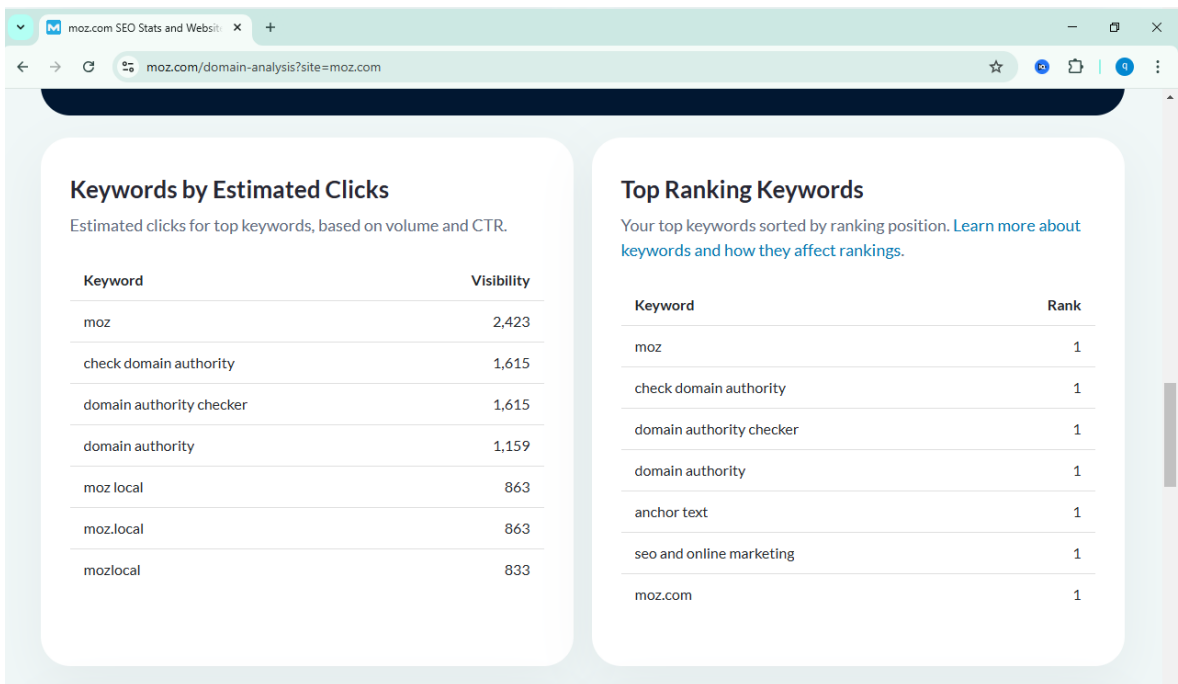 moz.com SEO Stats and Websit
moz.com/domain-analysis?site=moz.com
Keywords by Estimated Clicks
Estimated clicks for top keywords, based on volume and CTR.
Keyword Visibility
moz 2,423
check domain authority 1,615
domain authority checker 1,615
domain authority 1,159
moz local 863
moz.local 863
mozlocal 833
Top Ranking Keywords
Your top keywords sorted by ranking position. Learn more about
keywords and how they affect rankings.
Keyword Rank
moz 1
check domain authority 1
domain authority checker 1
domain authority 1
anchor text 1
seo and online marketing 1
moz.com 1